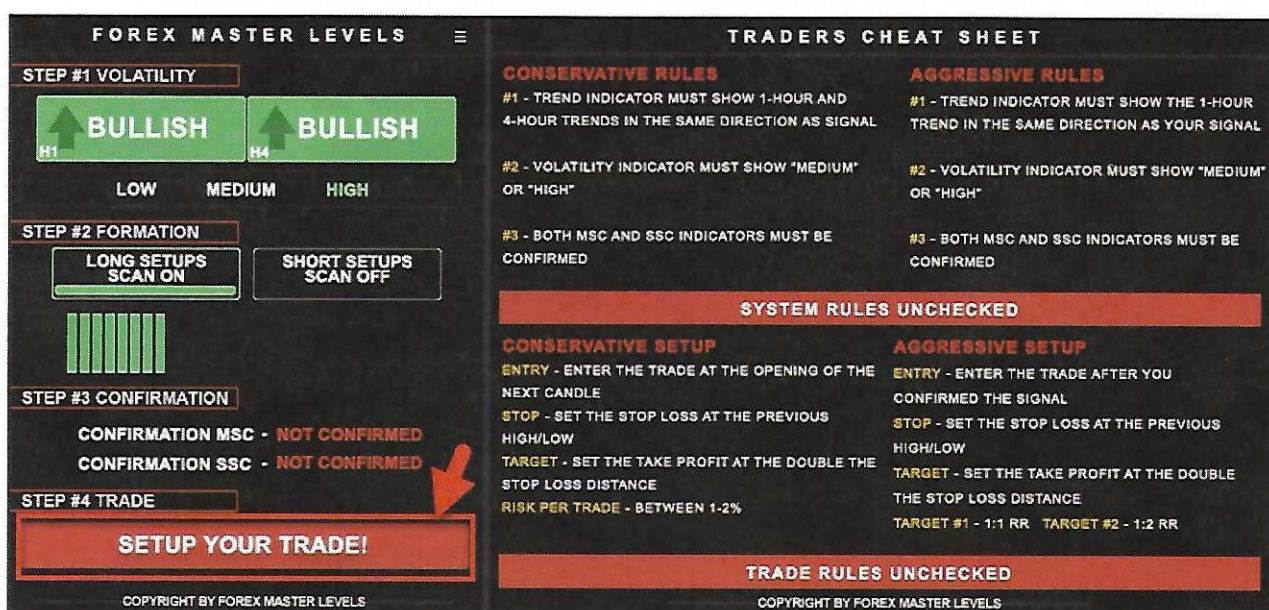 FOREX MASTER LEVELS
STEP #1 VOLATILITY
BULLISH
H1
BULLISH
H4
LOW MEDIUM HIGH
STEP #2 FORMATION
LONG SETUPS
SCAN ON
SHORT SETUPS
SCAN OFF
STEP #3 CONFIRMATION
CONFIRMATION MSC - NOT CONFIRMED
CONFIRMATION SSC - NOT CONFIRMED
STEP #4 TRADE
SETUP YOUR TRADE!
COPYRIGHT BY FOREX MASTER LEVELS
TRADERS CHEAT SHEET
CONSERVATIVE RULES
#1 - TREND INDICATOR MUST SHOW 1-HOUR AND
4-HOUR TRENDS IN THE SAME DIRECTION AS SIGNAL
#2 - VOLATILITY INDICATOR MUST SHOW "MEDIUM"
OR "HIGH"
#3 - BOTH MSC AND SSC INDICATORS MUST BE
CONFIRMED
AGGRESSIVE RULES
#1 - TREND INDICATOR MUST SHOW THE 1-HOUR
TREND IN THE SAME DIRECTION AS YOUR SIGNAL
#2 - VOLATILITY INDICATOR MUST SHOW "MEDIUM"
OR "HIGH"
#3 - BOTH MSC AND SSC INDICATORS MUST BE
CONFIRMED
SYSTEM RULES UNCHECKED
CONSERVATIVE SETUP
ENTRY - ENTER THE TRADE AT THE OPENING OF THE
NEXT CANDLE
STOP - SET THE STOP LOSS AT THE PREVIOUS
HIGH/LOW
TARGET - SET THE TAKE PROFIT AT THE DOUBLE THE
STOP LOSS DISTANCE
RISK PER TRADE - BETWEEN 1-2%
AGGRESSIVE SETUP
ENTRY - ENTER THE TRADE AFTER YOU
CONFIRMED THE SIGNAL
STOP - SET THE STOP LOSS AT THE PREVIOUS
HIGH/LOW
TARGET - SET THE TAKE PROFIT AT THE DOUBLE
THE STOP LOSS DISTANCE
TARGET #1 - 1:1 RR TARGET #2 - 1:2 RR
TRADE RULES UNCHECKED
COPYRIGHT BY FOREX MASTER LEVELS